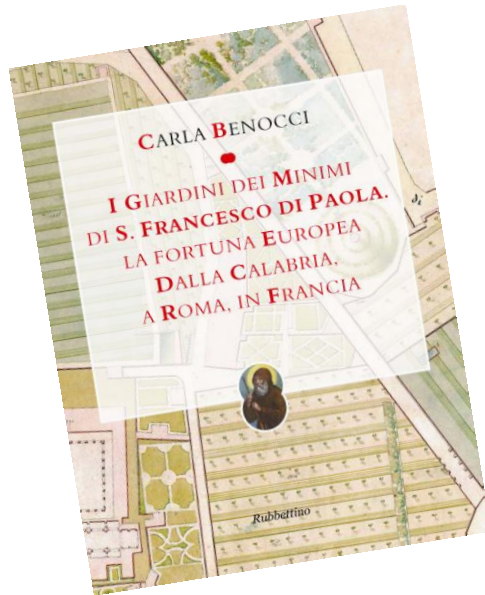 CARLA BENOCCI
I GIARDINI DEI MINIMI
DI S. FRANCESCO DI PAOLA.
LA FORTUNA EUROPEA
DALLA CALABRIA,
A ROMA, IN FRANCIA
Rubbettino